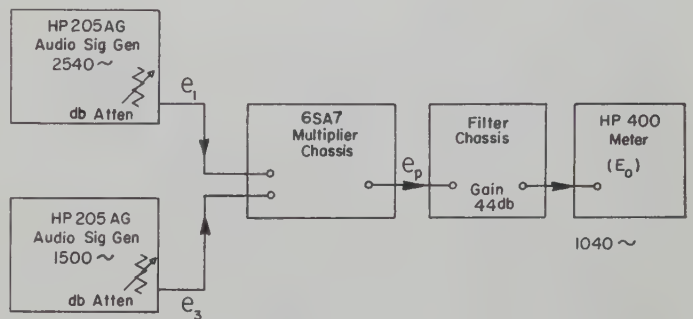 HP 205AG
Audio Sig Gen
2540~
db Atten
e1
6SA7
Multiplier
Chassis
ep
Filter
Chassis
Gain
44db
HP 400
Meter
(Eo)
1040~
HP 205 AG
Audio Sig Gen
1500~
db Atten
e3